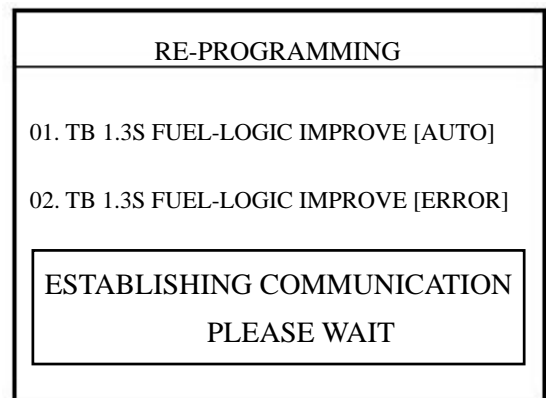 RE-PROGRAMMING
01. TB 1.3S FUEL-LOGIC IMPROVE [AUTO]
02. TB 1.3S FUEL-LOGIC IMPROVE [ERROR]
ESTABLISHING COMMUNICATION
PLEASE WAIT